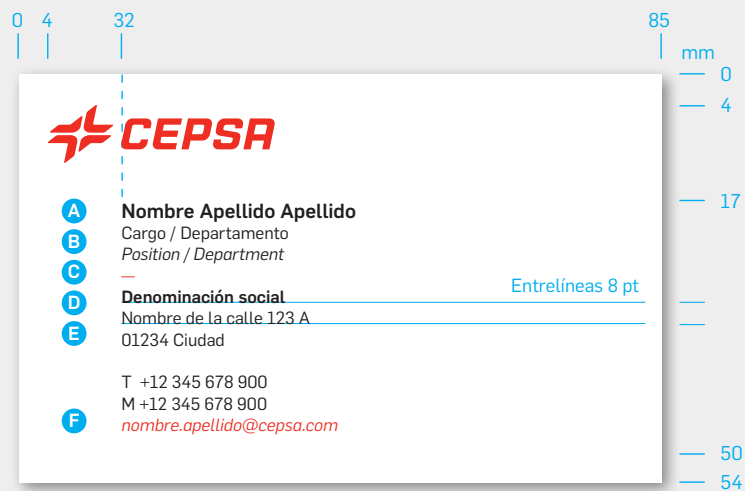 0 4 32 85
mm
0
4
CEPSA
17
A Nombre Apellido Apellido
B Cargo / Departamento
Position / Department
C —
Entrelíneas 8 pt
D Denominación social
Nombre de la calle 123 A
E 01234 Ciudad
T +12 345 678 900
M +12 345 678 900
F nombre.apellido@cepsa.com
50
54